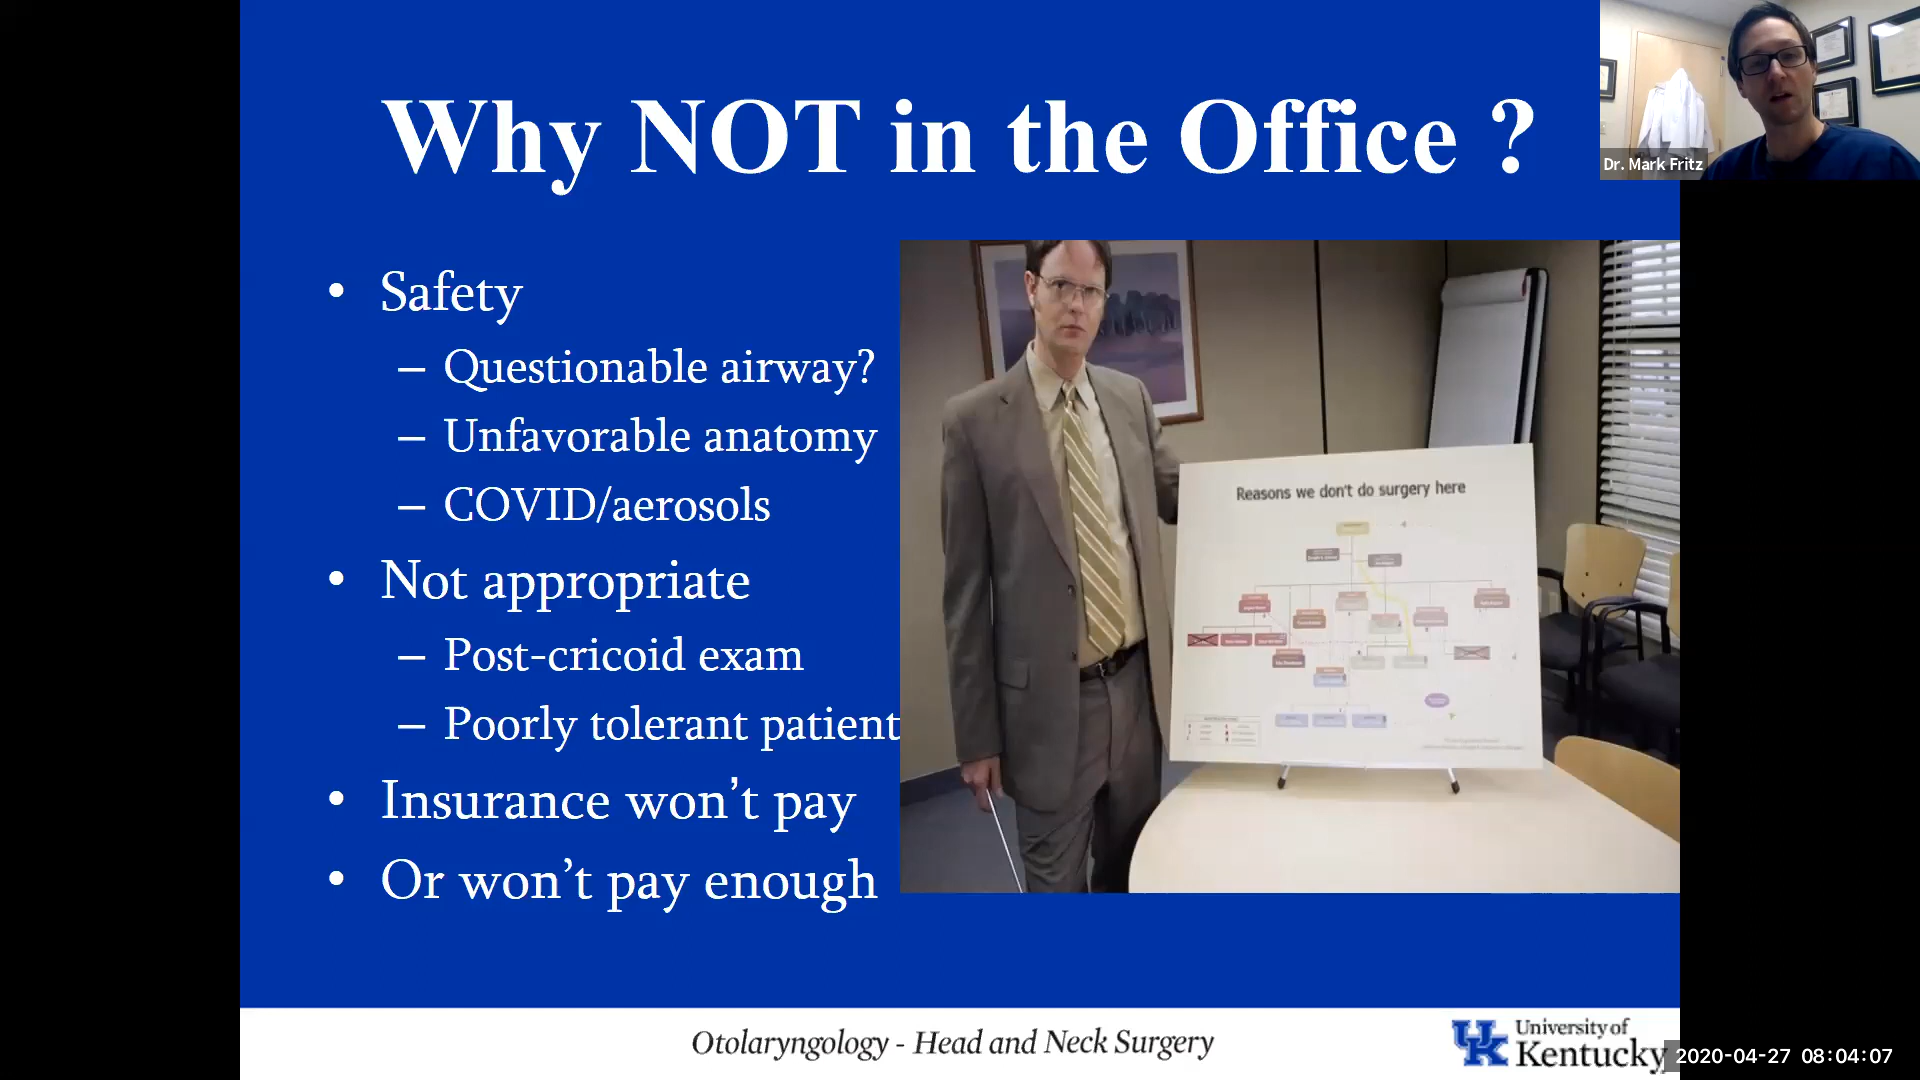 Why NOT in the Office ?
Dr. Mark Fritz
• Safety
– Questionable airway?
– Unfavorable anatomy
– COVID/aerosols
• Not appropriate
– Post-cricoid exam
– Poorly tolerant patient
• Insurance won’t pay
• Or won’t pay enough
Reasons we don't do surgery here
Otolaryngology - Head and Neck Surgery
UK
University of
Kentucky
2020-04-27 08:04:07